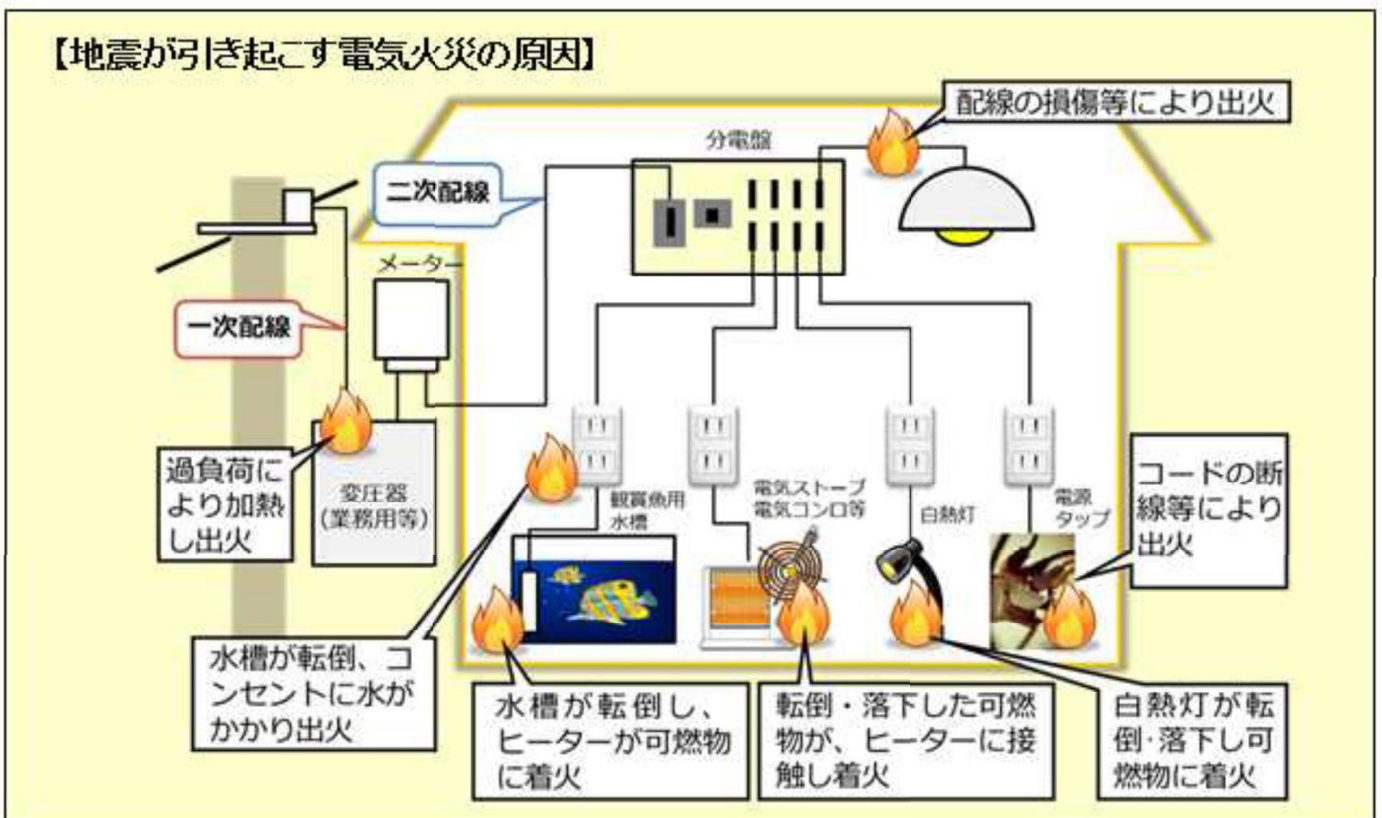 【地震が引き起こす電気火災の原因】
配線の損傷等により出火
分電盤
二次配線
メーター
一次配線
過負荷に
より加熱
し出火
変圧器
(業務用等)
観賞魚用
水槽
電気ストーブ
電気コンロ等
白熱灯
電源
タップ
コードの断
線等により
出火
水槽が転倒、コ
ンセントに水が
かかり出火
水槽が転倒し、
ヒーターが可燃物
に着火
転倒・落下した可燃
物が、ヒーターに接
触し着火
白熱灯が転
倒・落下し可
燃物に着火